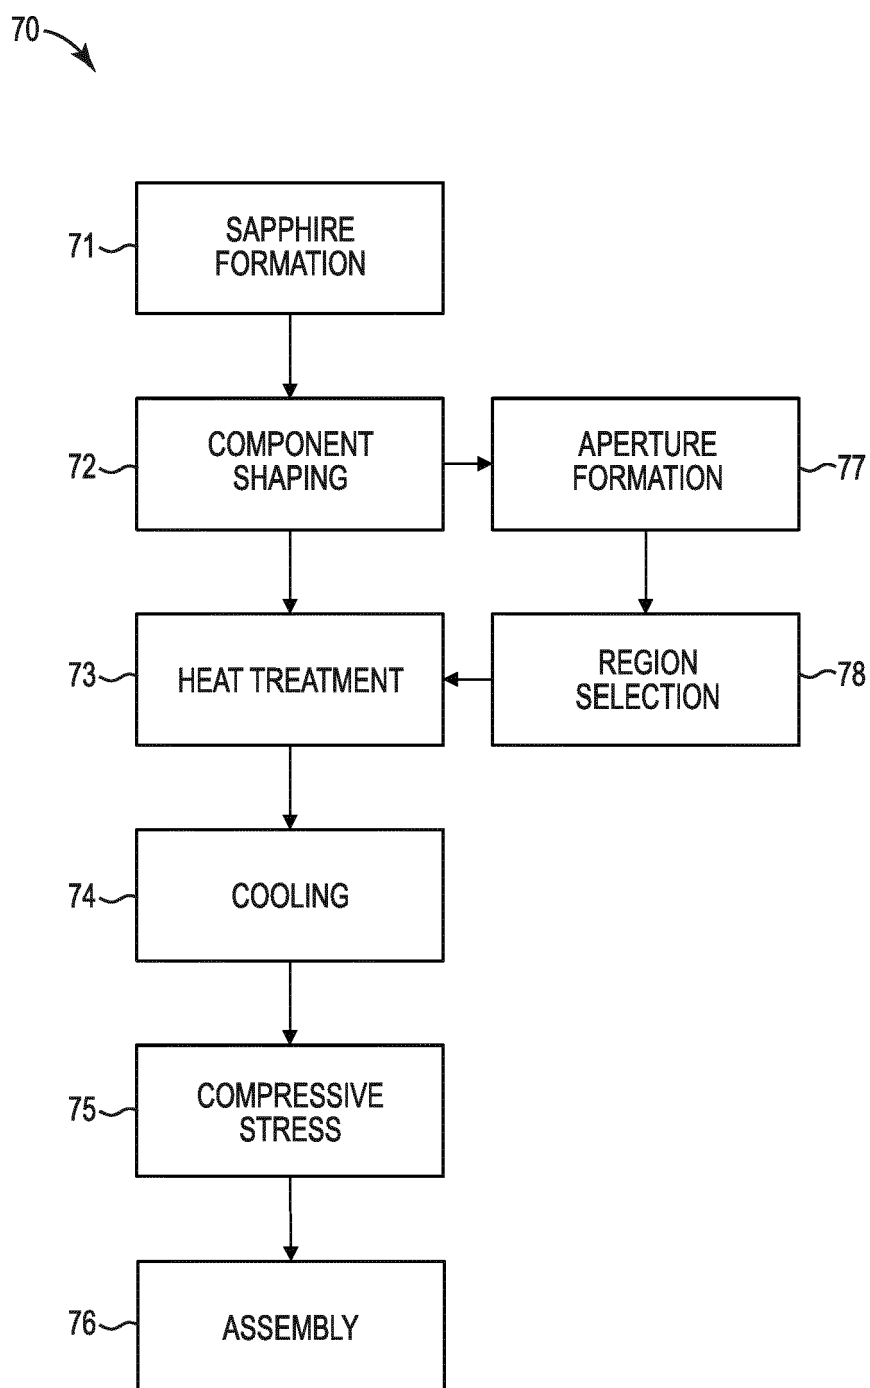 70
71
SAPPHIRE
FORMATION
72
COMPONENT
SHAPING
APERTURE
FORMATION
77
73
HEAT TREATMENT
REGION
SELECTION
78
74
COOLING
75
COMPRESSIVE
STRESS
76
ASSEMBLY